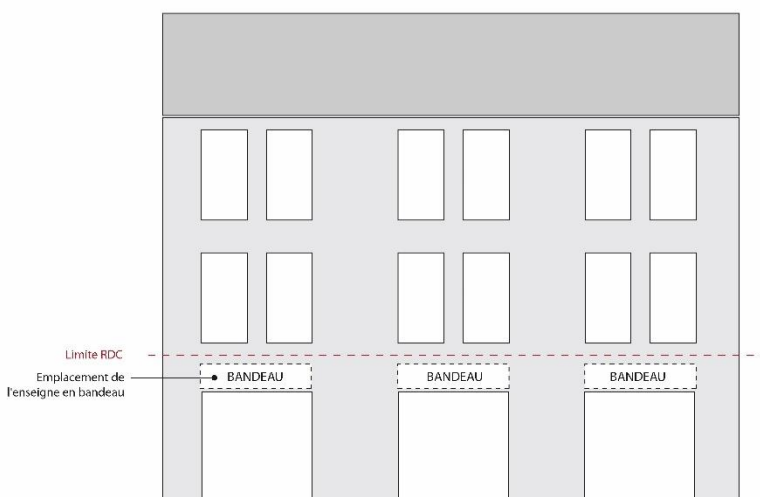 Limite RDC
Emplacement de
l'enseigne en bandeau
BANDEAU
BANDEAU
BANDEAU